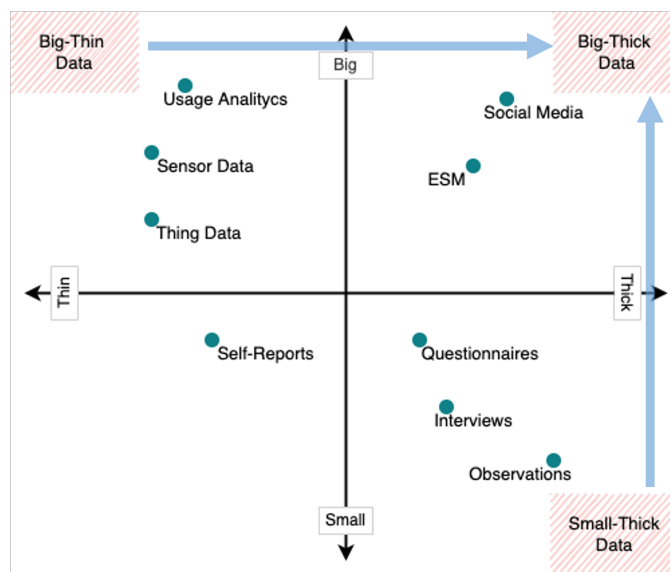 Big-Thin
Data
Big-Thick
Data
Big
Usage Analitycs
Social Media
Sensor Data
ESM
Thing Data
Thin
Thick
Self-Reports
Questionnaires
Interviews
Observations
Small
Small-Thick
Data